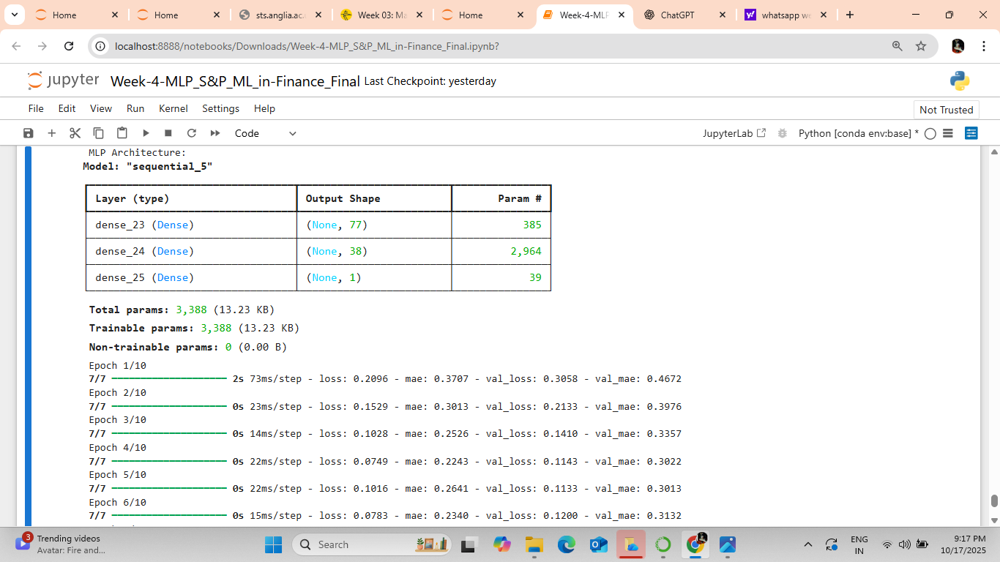 Home
Home
sts.anglia.ac.
Week 03: Ma
Home
Week-4-MLP
ChatGPT
whatsapp we
localhost:8888/notebooks/Downloads/Week-4-MLP_S&P_ML_in-Finance_Final.ipynb?
jupyter Week-4-MLP_S&P_ML_in-Finance_Final Last Checkpoint: yesterday
File Edit View Run Kernel Settings Help
Not Trusted
Code
JupyterLab
Python [conda env:base] *
MLP Architecture:
Model: "sequential_5"
Layer (type) Output Shape Param #
dense_23 (Dense) (None, 77) 385
dense_24 (Dense) (None, 38) 2,964
dense_25 (Dense) (None, 1) 39
Total params: 3,388 (13.23 KB)
Trainable params: 3,388 (13.23 KB)
Non-trainable params: 0 (0.00 B)
Epoch 1/10
7/7 2s 73ms/step - loss: 0.2096 - mae: 0.3707 - val_loss: 0.3058 - val_mae: 0.4672
Epoch 2/10
7/7 0s 23ms/step - loss: 0.1529 - mae: 0.3013 - val_loss: 0.2133 - val_mae: 0.3976
Epoch 3/10
7/7 0s 14ms/step - loss: 0.1028 - mae: 0.2526 - val_loss: 0.1410 - val_mae: 0.3357
Epoch 4/10
7/7 0s 22ms/step - loss: 0.0749 - mae: 0.2243 - val_loss: 0.1143 - val_mae: 0.3022
Epoch 5/10
7/7 0s 22ms/step - loss: 0.1016 - mae: 0.2641 - val_loss: 0.1133 - val_mae: 0.3013
Epoch 6/10
7/7 0s 15ms/step - loss: 0.0783 - mae: 0.2340 - val_loss: 0.1200 - val_mae: 0.3132
3
Trending videos
Avatar: Fire and...
Search
ENG
IN
9:17 PM
10/17/2025